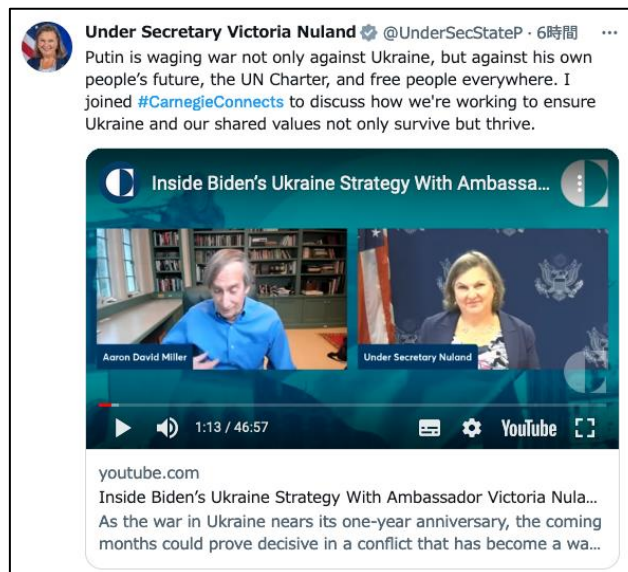 Under Secretary Victoria Nuland @UnderSecStateP · 6時間 ...
Putin is waging war not only against Ukraine, but against his own
people's future, the UN Charter, and free people everywhere. I
joined #CarnegieConnects to discuss how we're working to ensure
Ukraine and our shared values not only survive but thrive.
Inside Biden's Ukraine Strategy With Ambassa...
Aaron David Miller
Under Secretary Nuland
1:13 / 46:57
YouTube
youtube.com
Inside Biden's Ukraine Strategy With Ambassador Victoria Nula...
As the war in Ukraine nears its one-year anniversary, the coming
months could prove decisive in a conflict that has become a wa...